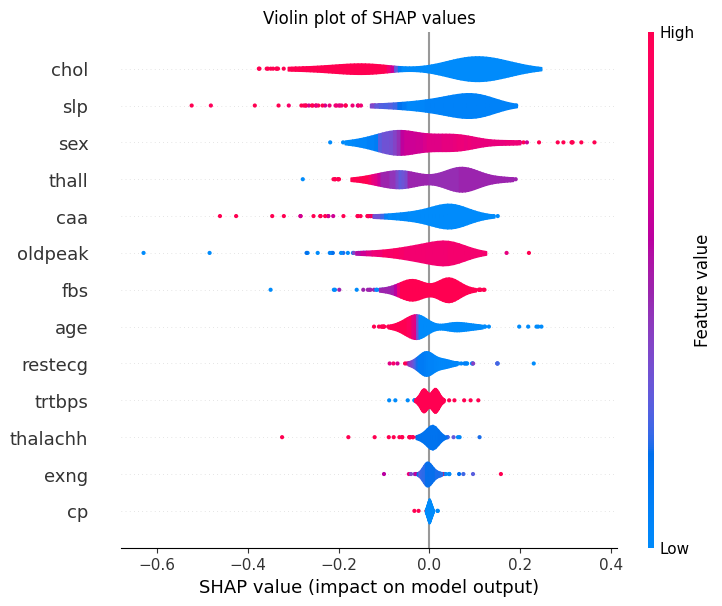 Violin plot of SHAP values
High
chol
slp
sex
thall
caa
oldpeak
fbs
age
restecg
trtbps
thalachh
exng
cp
Feature value
Low
−0.6 −0.4 −0.2 0.0 0.2 0.4
SHAP value (impact on model output)